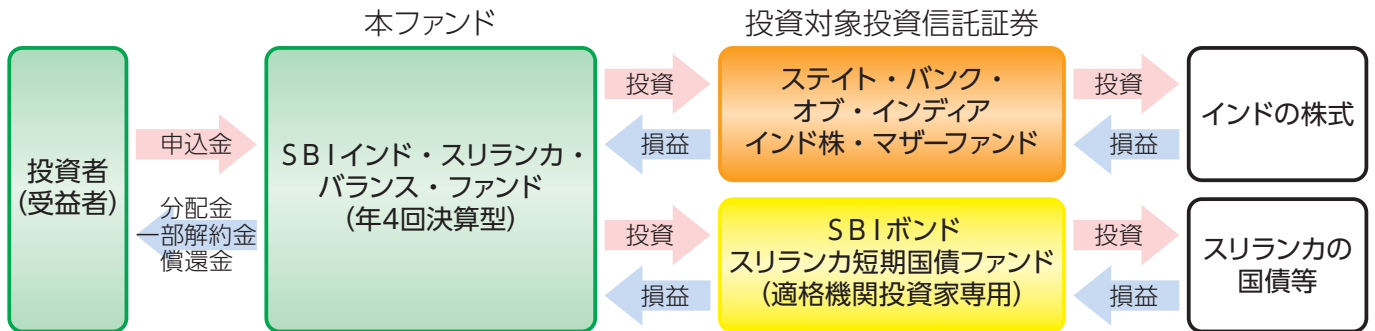 本ファンド
投資対象投資信託証券
投資者
(受益者)
申込金
分配金
一部解約金
償還金
SBIインド・スリランカ・
バランス・ファンド
(年4回決算型)
投資
損益
ステイト・バンク・
オブ・インディア
インド株・マザーファンド
投資
損益
インドの株式
投資
損益
SBIボンド
スリランカ短期国債ファンド
(適格機関投資家専用)
投資
損益
スリランカの
国債等